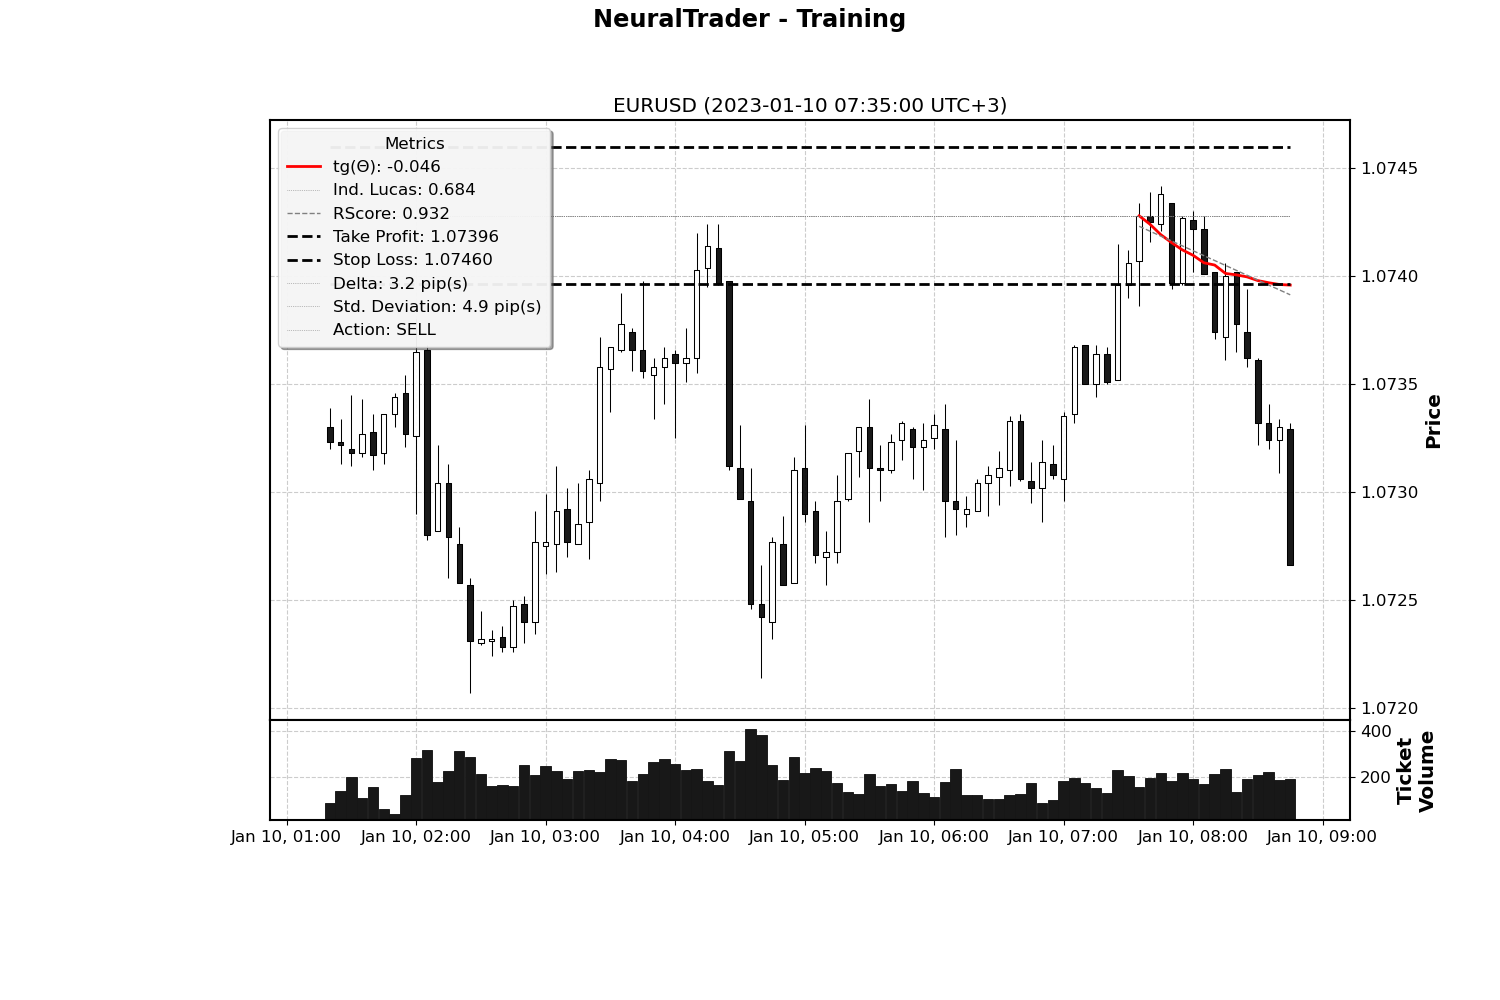 NeuralTrader - Training
EURUSD (2023-01-10 07:35:00 UTC+3)
Metrics
tg(Θ): -0.046
Ind. Lucas: 0.684
RScore: 0.932
Take Profit: 1.07396
Stop Loss: 1.07460
Delta: 3.2 pip(s)
Std. Deviation: 4.9 pip(s)
Action: SELL
1.0745
1.0740
1.0735
1.0730
1.0725
1.0720
Price
400
200
Ticket
Volume
Jan 10, 01:00
Jan 10, 02:00
Jan 10, 03:00
Jan 10, 04:00
Jan 10, 05:00
Jan 10, 06:00
Jan 10, 07:00
Jan 10, 08:00
Jan 10, 09:00